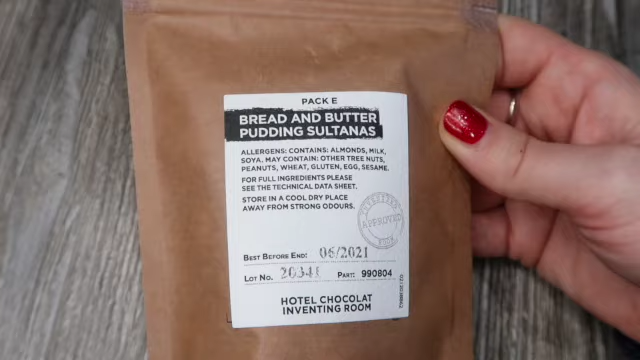 PACK E
BREAD AND BUTTER
PUDDING SULTANAS
ALLERGENS: CONTAINS: ALMONDS, MILK,
SOYA. MAY CONTAIN: OTHER TREE NUTS,
PEANUTS, WHEAT, GLUTEN, EGG, SESAME.
FOR FULL INGREDIENTS PLEASE
SEE THE TECHNICAL DATA SHEET.
STORE IN A COOL DRY PLACE
AWAY FROM STRONG ODOURS.
APPROVED
BEST BEFORE END: 06/2021
LOT NO. 20341 PART: 990804
HOTEL CHOCOLAT
INVENTING ROOM